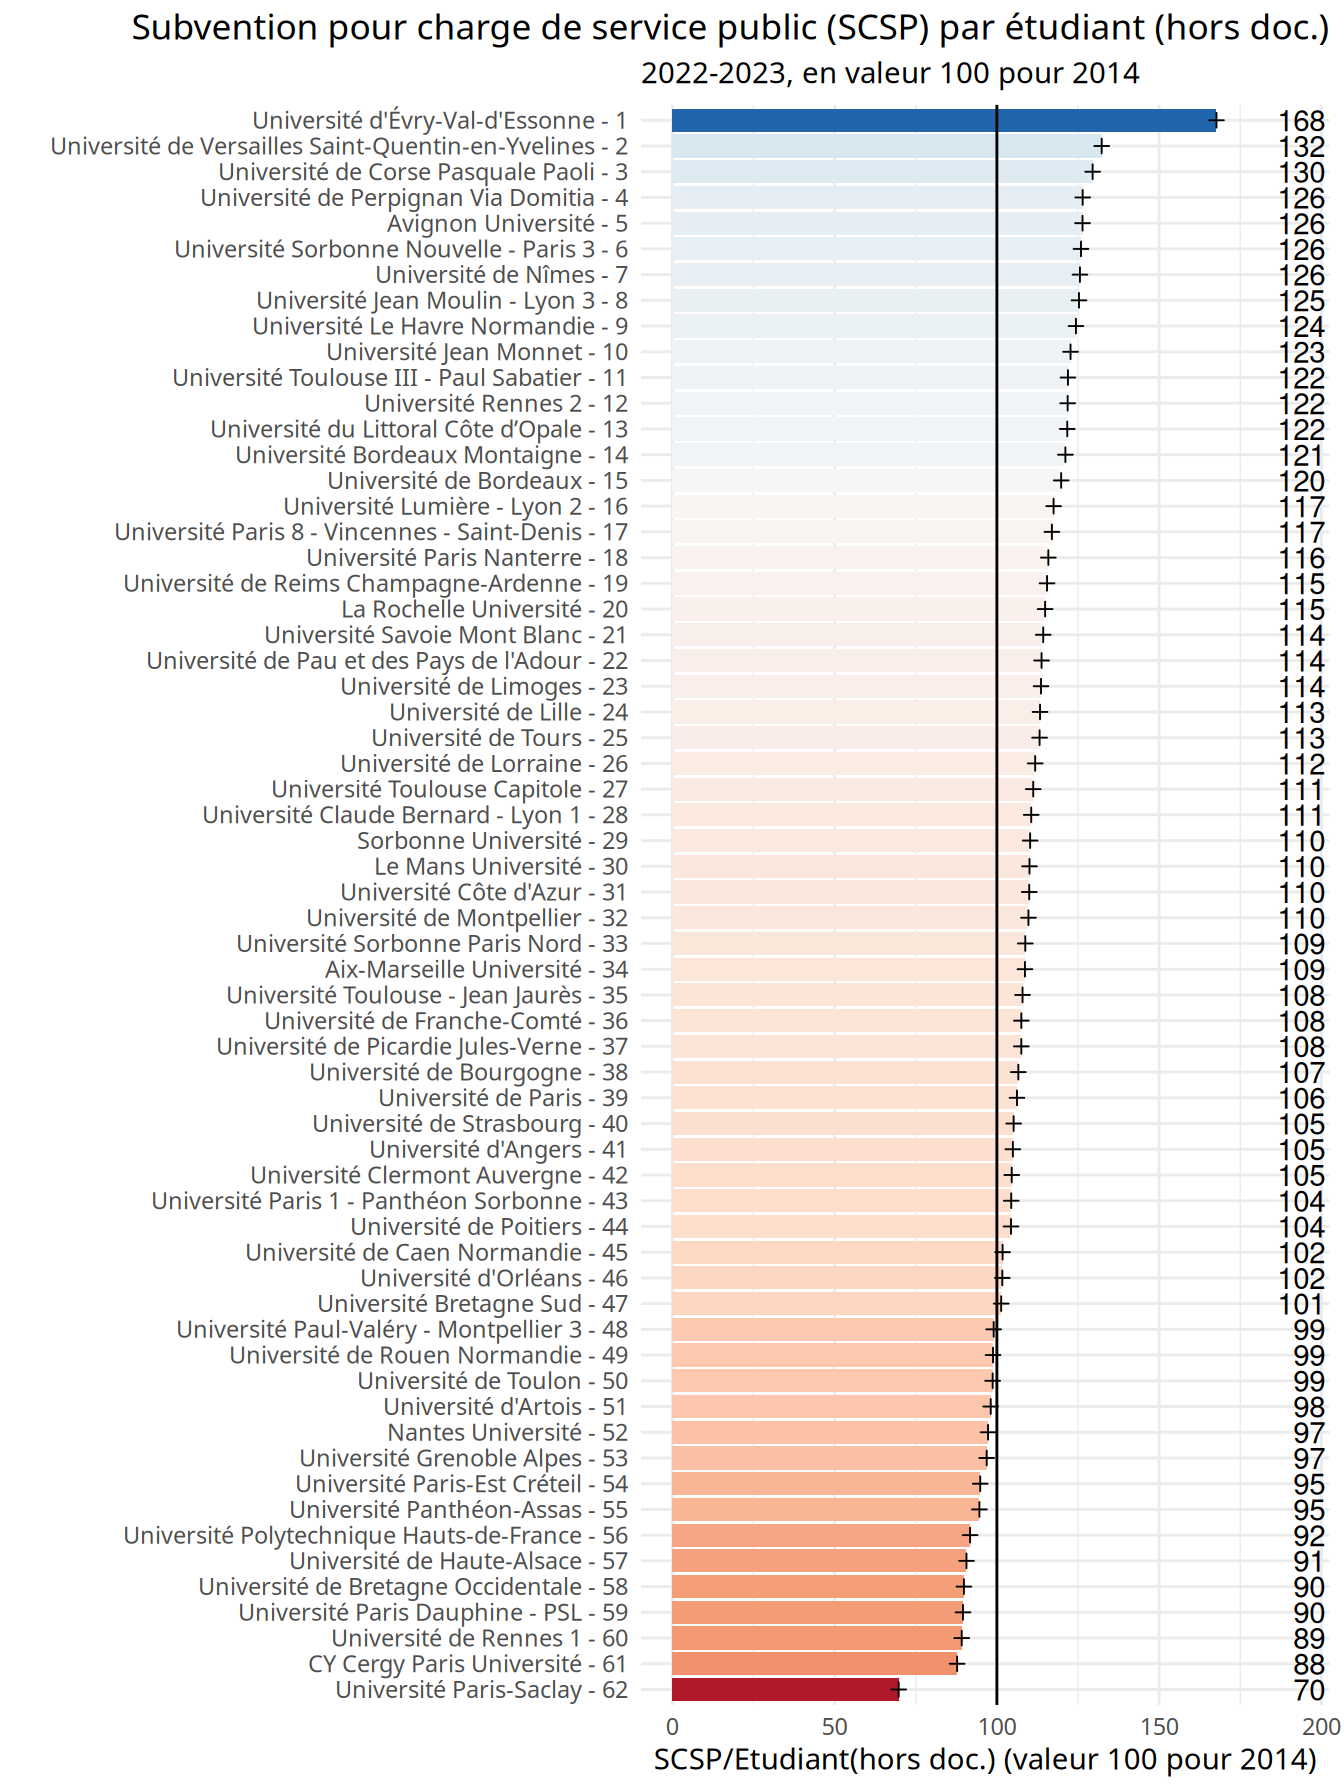 Subvention pour charge de service public (SCSP) par étudiant (hors doc.)
2022-2023, en valeur 100 pour 2014
Université d'Évry-Val-d'Essonne - 1 168
Université de Versailles Saint-Quentin-en-Yvelines - 2 132
Université de Corse Pasquale Paoli - 3 130
Université de Perpignan Via Domitia - 4 126
Avignon Université - 5 126
Université Sorbonne Nouvelle - Paris 3 - 6 126
Université de Nîmes - 7 126
Université Jean Moulin - Lyon 3 - 8 125
Université Le Havre Normandie - 9 124
Université Jean Monnet - 10 123
Université Toulouse III - Paul Sabatier - 11 122
Université Rennes 2 - 12 122
Université du Littoral Côte d’Opale - 13 122
Université Bordeaux Montaigne - 14 121
Université de Bordeaux - 15 120
Université Lumière - Lyon 2 - 16 117
Université Paris 8 - Vincennes - Saint-Denis - 17 117
Université Paris Nanterre - 18 116
Université de Reims Champagne-Ardenne - 19 115
La Rochelle Université - 20 115
Université Savoie Mont Blanc - 21 114
Université de Pau et des Pays de l'Adour - 22 114
Université de Limoges - 23 114
Université de Lille - 24 113
Université de Tours - 25 113
Université de Lorraine - 26 112
Université Toulouse Capitole - 27 111
Université Claude Bernard - Lyon 1 - 28 111
Sorbonne Université - 29 110
Le Mans Université - 30 110
Université Côte d'Azur - 31 110
Université de Montpellier - 32 110
Université Sorbonne Paris Nord - 33 109
Aix-Marseille Université - 34 109
Université Toulouse - Jean Jaurès - 35 108
Université de Franche-Comté - 36 108
Université de Picardie Jules-Verne - 37 108
Université de Bourgogne - 38 107
Université de Paris - 39 106
Université de Strasbourg - 40 105
Université d'Angers - 41 105
Université Clermont Auvergne - 42 105
Université Paris 1 - Panthéon Sorbonne - 43 104
Université de Poitiers - 44 104
Université de Caen Normandie - 45 102
Université d'Orléans - 46 102
Université Bretagne Sud - 47 101
Université Paul-Valéry - Montpellier 3 - 48 99
Université de Rouen Normandie - 49 99
Université de Toulon - 50 99
Université d'Artois - 51 98
Nantes Université - 52 97
Université Grenoble Alpes - 53 97
Université Paris-Est Créteil - 54 95
Université Panthéon-Assas - 55 95
Université Polytechnique Hauts-de-France - 56 92
Université de Haute-Alsace - 57 91
Université de Bretagne Occidentale - 58 90
Université Paris Dauphine - PSL - 59 90
Université de Rennes 1 - 60 89
CY Cergy Paris Université - 61 88
Université Paris-Saclay - 62 70
0 50 100 150 200
SCSP/Etudiant(hors doc.) (valeur 100 pour 2014)